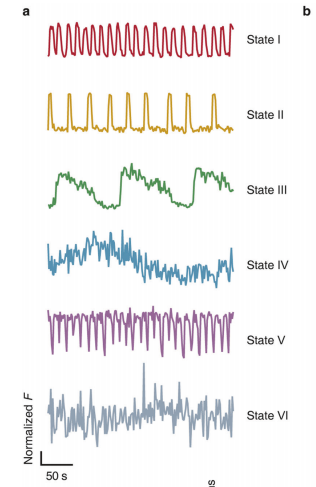 a
b
State I
State II
State III
State IV
State V
State VI
Normalized F
50 s